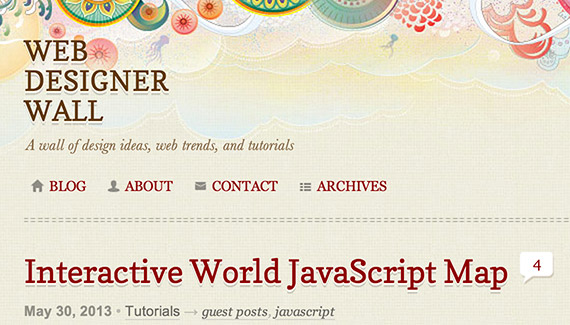 WEB
DESIGNER
WALL
A wall of design ideas, web trends, and tutorials
BLOG ABOUT CONTACT ARCHIVES
Interactive World JavaScript Map 4
May 30, 2013 • Tutorials → guest posts, javascript